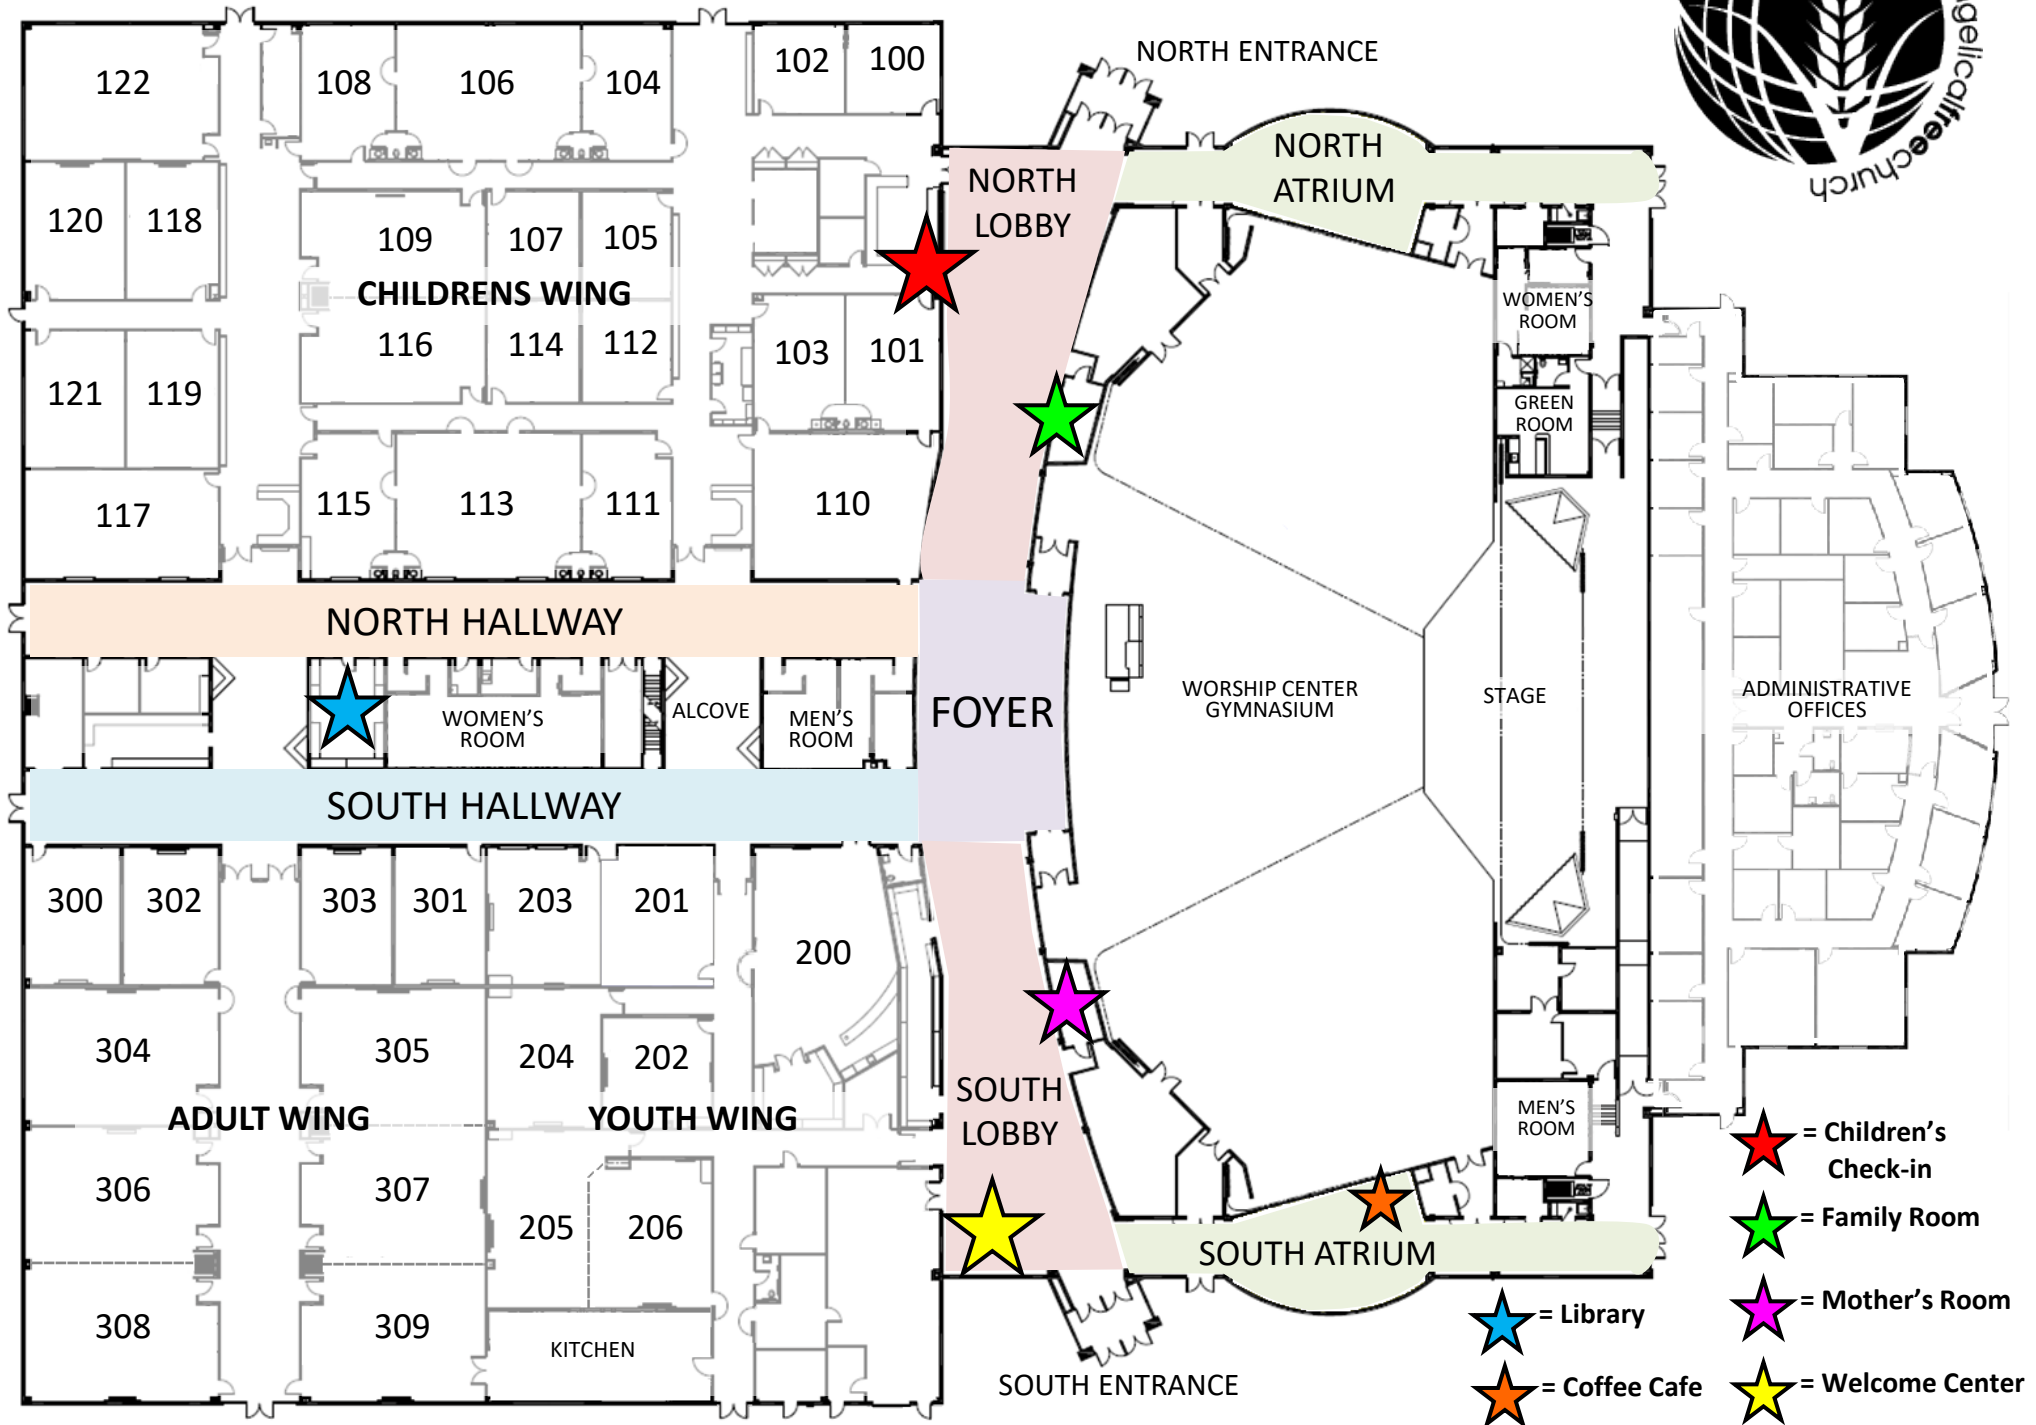 gelicalfreechurch
NORTH ENTRANCE
122
108
106
104
102
100
NORTH
ATRIUM
NORTH
LOBBY
120
118
109
107
105
CHILDRENS WING
116
114
112
103
101
WOMEN'S
ROOM
121
119
GREEN
ROOM
117
115
113
111
110
NORTH HALLWAY
WOMEN'S
ROOM
ALCOVE
MEN'S
ROOM
FOYER
WORSHIP CENTER
GYMNASIUM
STAGE
ADMINISTRATIVE
OFFICES
SOUTH HALLWAY
300
302
303
301
203
201
200
304
305
204
202
ADULT WING
YOUTH WING
SOUTH
LOBBY
MEN'S
ROOM
306
307
205
206
SOUTH ATRIUM
308
309
KITCHEN
SOUTH ENTRANCE
= Children's
Check-in
= Family Room
= Mother's Room
= Library
= Coffee Cafe
= Welcome Center